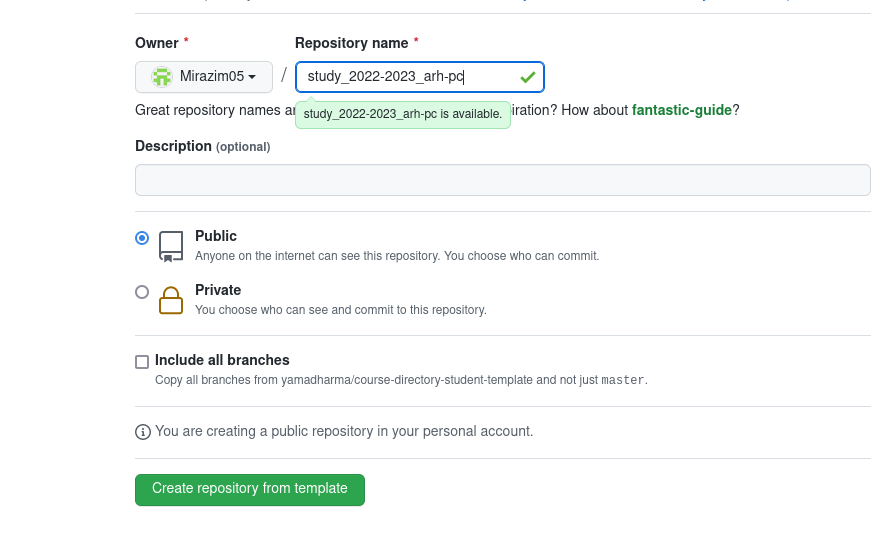 Owner * Repository name *
Mirazim05 / study_2022-2023_arh-pc
Great repository names ar iration? How about fantastic-guide?
study_2022-2023_arh-pc is available.
Description (optional)
Public
Anyone on the internet can see this repository. You choose who can commit.
Private
You choose who can see and commit to this repository.
Include all branches
Copy all branches from yamadharma/course-directory-student-template and not just master.
You are creating a public repository in your personal account.
Create repository from template